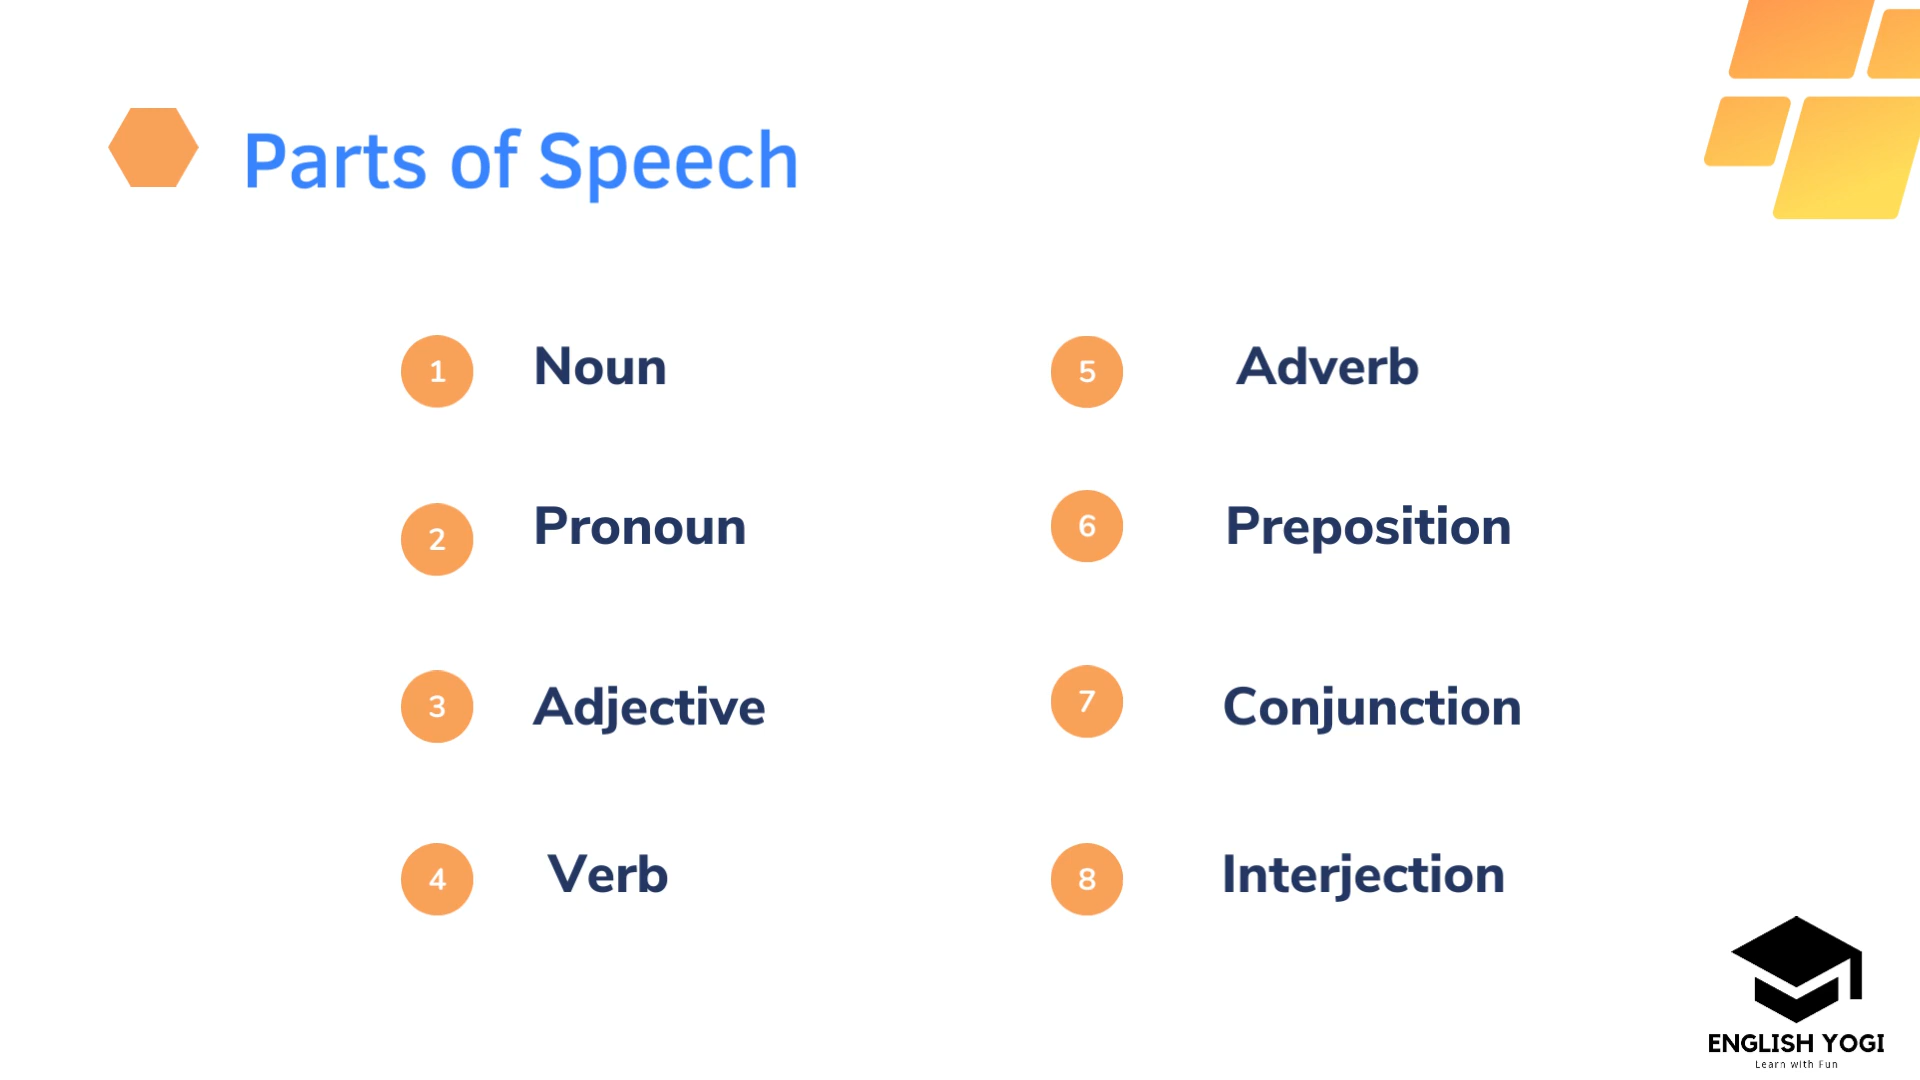 Parts of Speech
1 Noun
2 Pronoun
3 Adjective
4 Verb
5 Adverb
6 Preposition
7 Conjunction
8 Interjection
ENGLISH YOGI
Learn with Fun